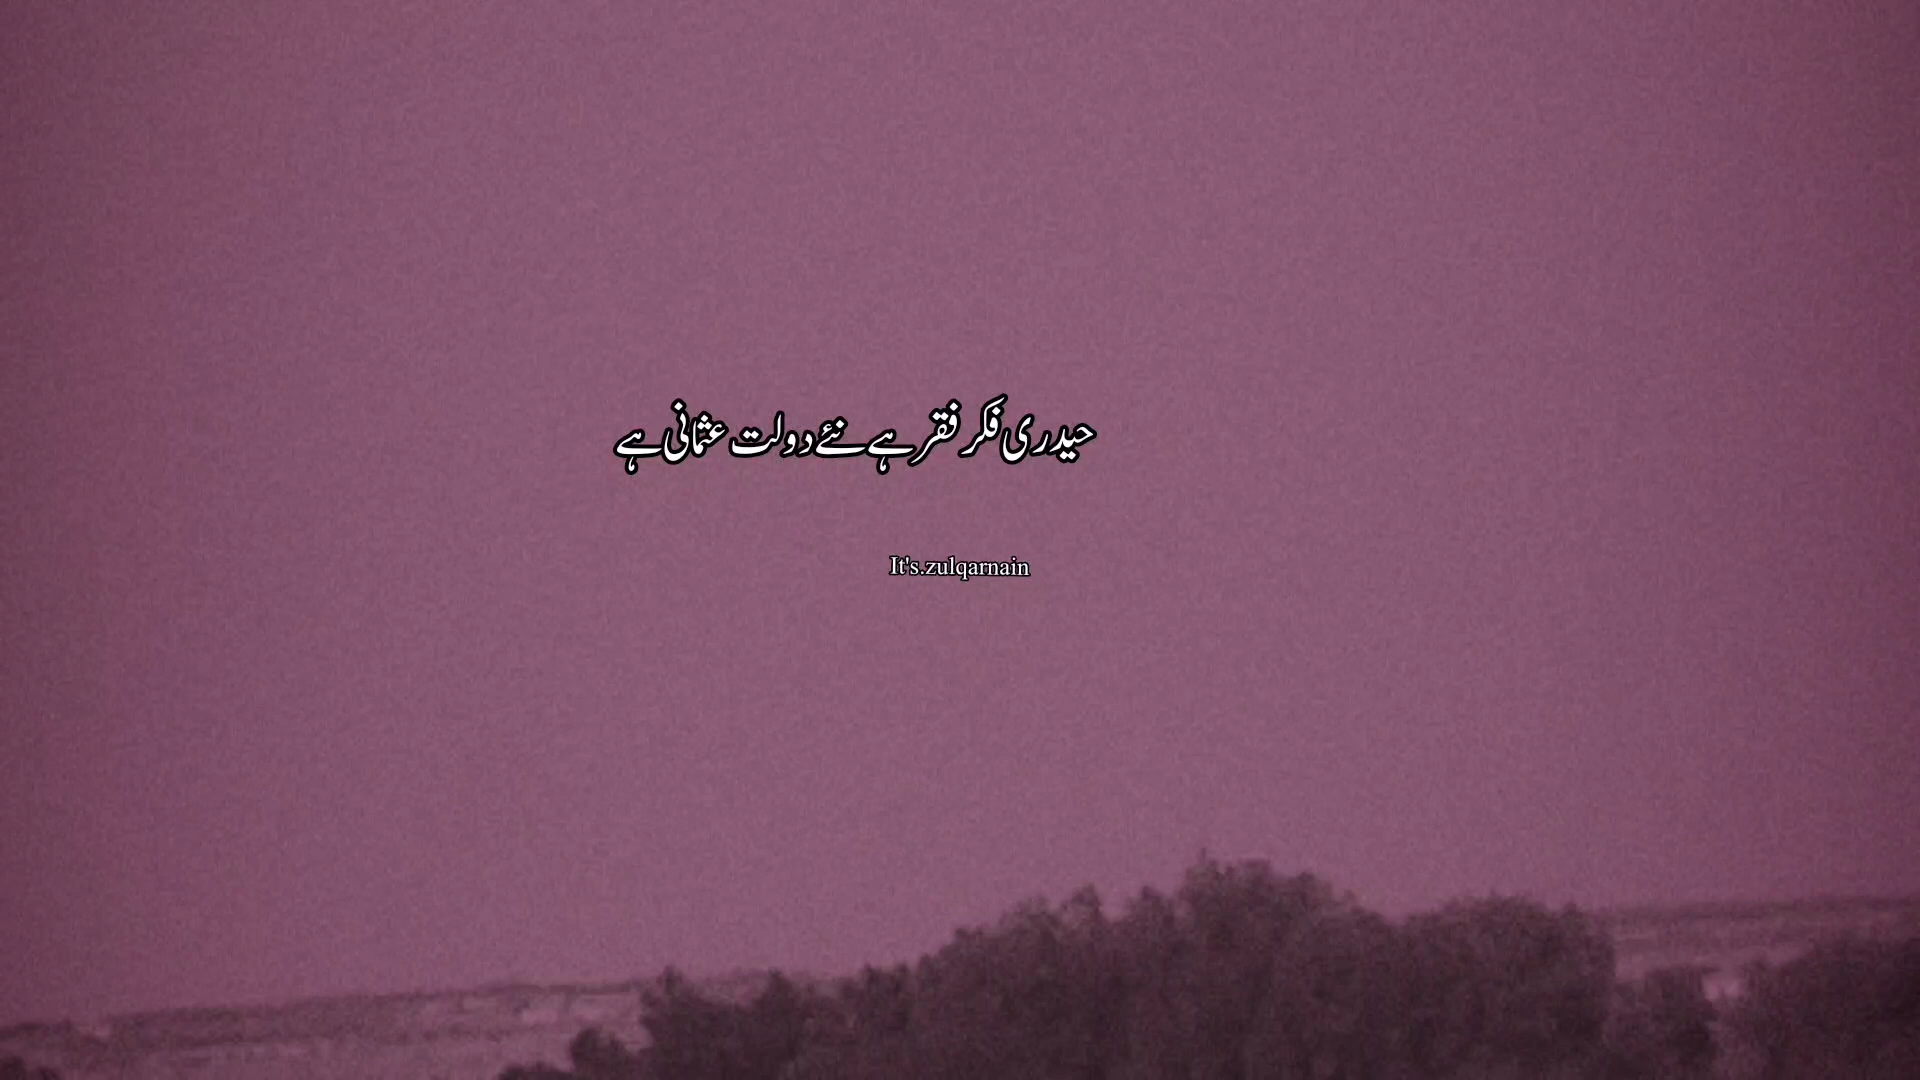 حیدری فکر فقر ہے نئے دولت عثمانی ہے
It's.zulqarnain